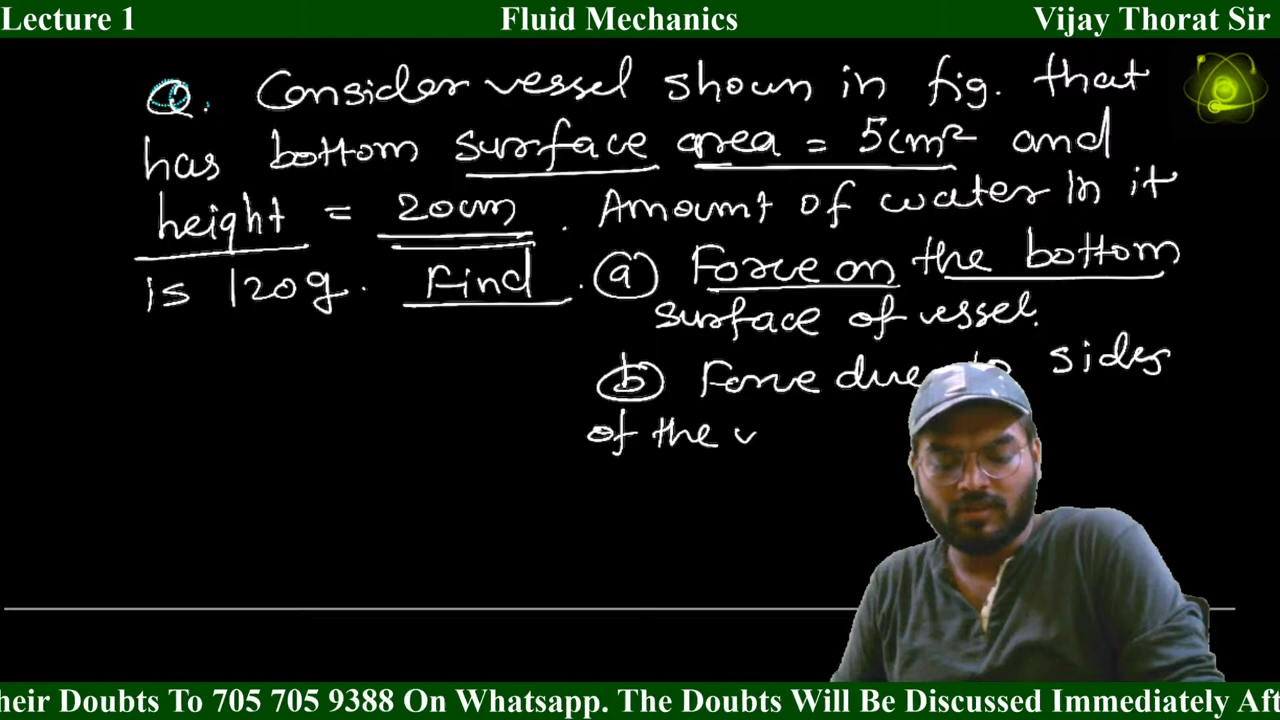 Lecture 1 Fluid Mechanics Vijay Thorat Sir
Q. Consider vessel shown in fig. that
has bottom surface area = 5cm² and
height = 20cm. Amount of water in it
is 120g. Find. (a) Force on the bottom
surface of vessel.
(b) Force due to sides
of the v
heir Doubts To 705 705 9388 On Whatsapp. The Doubts Will Be Discussed Immediately Aft